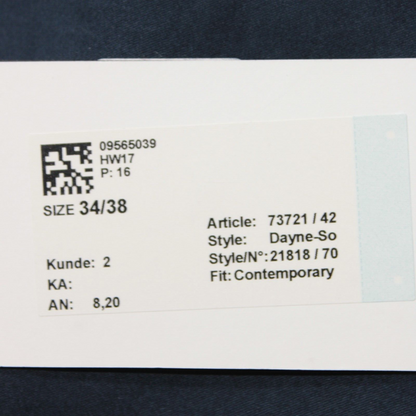 09565039
HW17
P: 16
SIZE 34/38
Article: 73721 / 42
Style: Dayne-So
Style/N°: 21818 / 70
Fit: Contemporary
Kunde: 2
KA:
AN: 8,20